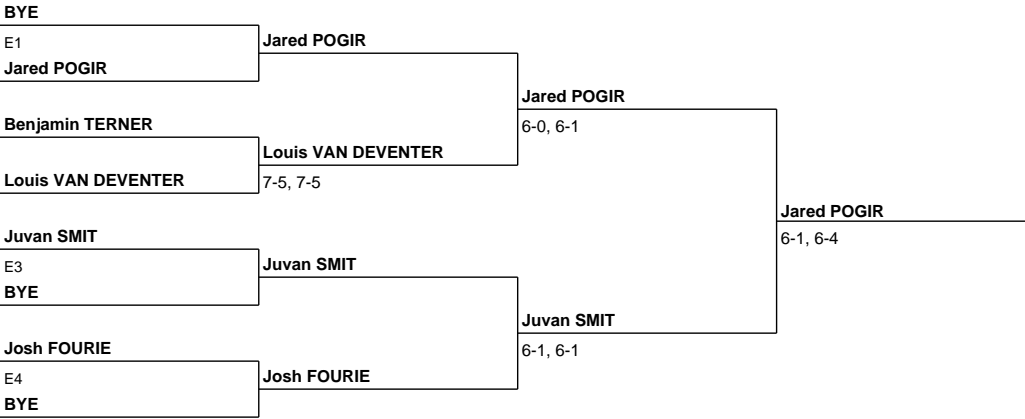 BYE
E1
Jared POGIR
Jared POGIR
Jared POGIR
6-0, 6-1
Benjamin TERNER
Louis VAN DEVENTER
Louis VAN DEVENTER
7-5, 7-5
Jared POGIR
6-1, 6-4
Juvan SMIT
E3
BYE
Juvan SMIT
Juvan SMIT
6-1, 6-1
Josh FOURIE
E4
BYE
Josh FOURIE